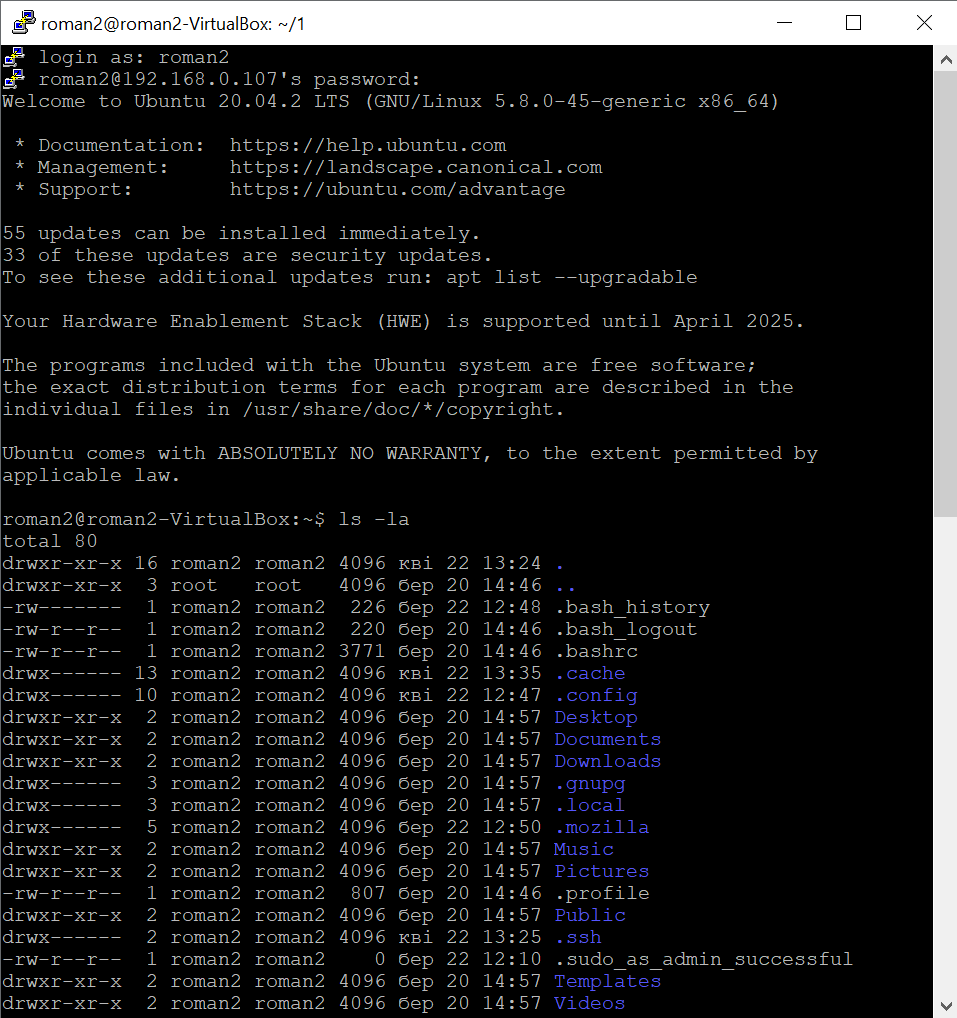 roman2@roman2-VirtualBox: ~/1
login as: roman2
roman2@192.168.0.107's password:
Welcome to Ubuntu 20.04.2 LTS (GNU/Linux 5.8.0-45-generic x86_64)
 * Documentation:  https://help.ubuntu.com
 * Management:     https://landscape.canonical.com
 * Support:        https://ubuntu.com/advantage
55 updates can be installed immediately.
33 of these updates are security updates.
To see these additional updates run: apt list --upgradable
Your Hardware Enablement Stack (HWE) is supported until April 2025.
The programs included with the Ubuntu system are free software;
the exact distribution terms for each program are described in the
individual files in /usr/share/doc/*/copyright.
Ubuntu comes with ABSOLUTELY NO WARRANTY, to the extent permitted by
applicable law.
roman2@roman2-VirtualBox:~$ ls -la
total 80
drwxr-xr-x 16 roman2 roman2 4096 кві 22 13:24 .
drwxr-xr-x  3 root   root   4096 бер 20 14:46 ..
-rw-------  1 roman2 roman2  226 бер 22 12:48 .bash_history
-rw-r--r--  1 roman2 roman2  220 бер 20 14:46 .bash_logout
-rw-r--r--  1 roman2 roman2 3771 бер 20 14:46 .bashrc
drwx------ 13 roman2 roman2 4096 кві 22 13:35 .cache
drwx------ 10 roman2 roman2 4096 кві 22 12:47 .config
drwxr-xr-x  2 roman2 roman2 4096 бер 20 14:57 Desktop
drwxr-xr-x  2 roman2 roman2 4096 бер 20 14:57 Documents
drwxr-xr-x  2 roman2 roman2 4096 бер 20 14:57 Downloads
drwx------  3 roman2 roman2 4096 бер 20 14:57 .gnupg
drwx------  3 roman2 roman2 4096 бер 20 14:57 .local
drwx------  5 roman2 roman2 4096 бер 22 12:50 .mozilla
drwxr-xr-x  2 roman2 roman2 4096 бер 20 14:57 Music
drwxr-xr-x  2 roman2 roman2 4096 бер 20 14:57 Pictures
-rw-r--r--  1 roman2 roman2  807 бер 20 14:46 .profile
drwxr-xr-x  2 roman2 roman2 4096 бер 20 14:57 Public
drwx------  2 roman2 roman2 4096 кві 22 13:25 .ssh
-rw-r--r--  1 roman2 roman2    0 бер 22 12:10 .sudo_as_admin_successful
drwxr-xr-x  2 roman2 roman2 4096 бер 20 14:57 Templates
drwxr-xr-x  2 roman2 roman2 4096 бер 20 14:57 Videos